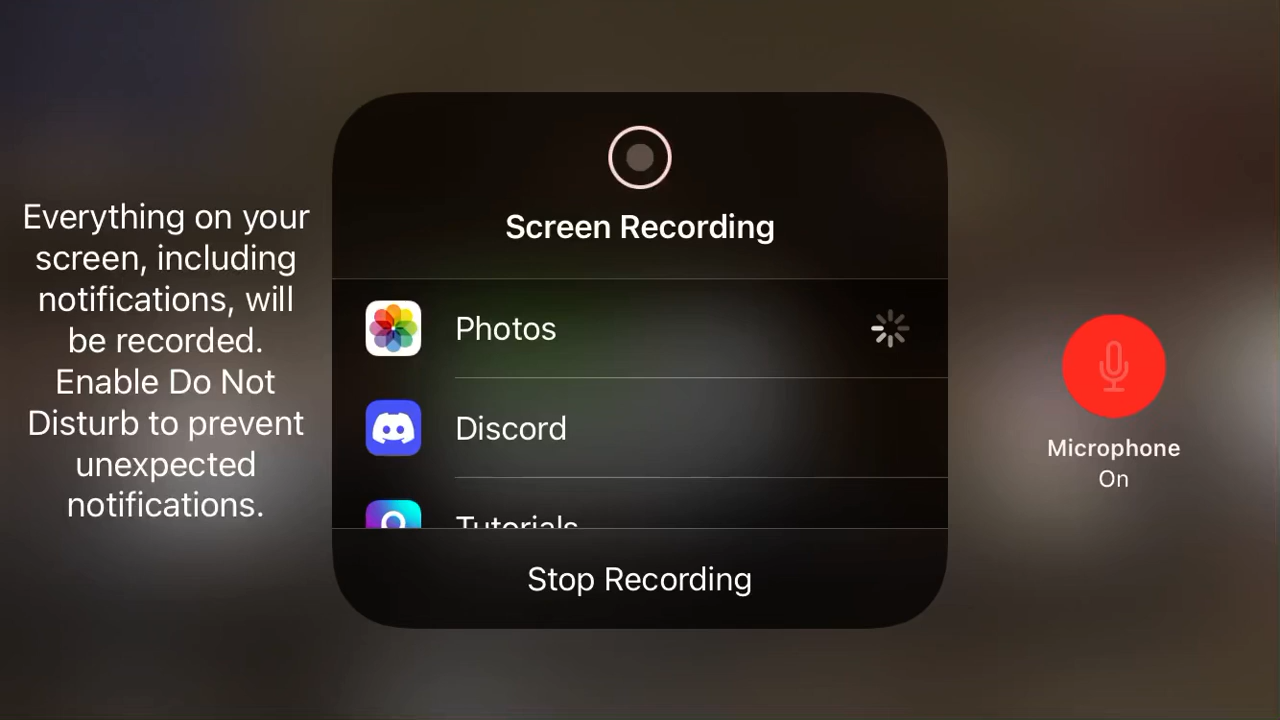 Everything on your
screen, including
notifications, will
be recorded.
Enable Do Not
Disturb to prevent
unexpected
notifications.
Screen Recording
Photos
Discord
Tutorials
Stop Recording
Microphone
On